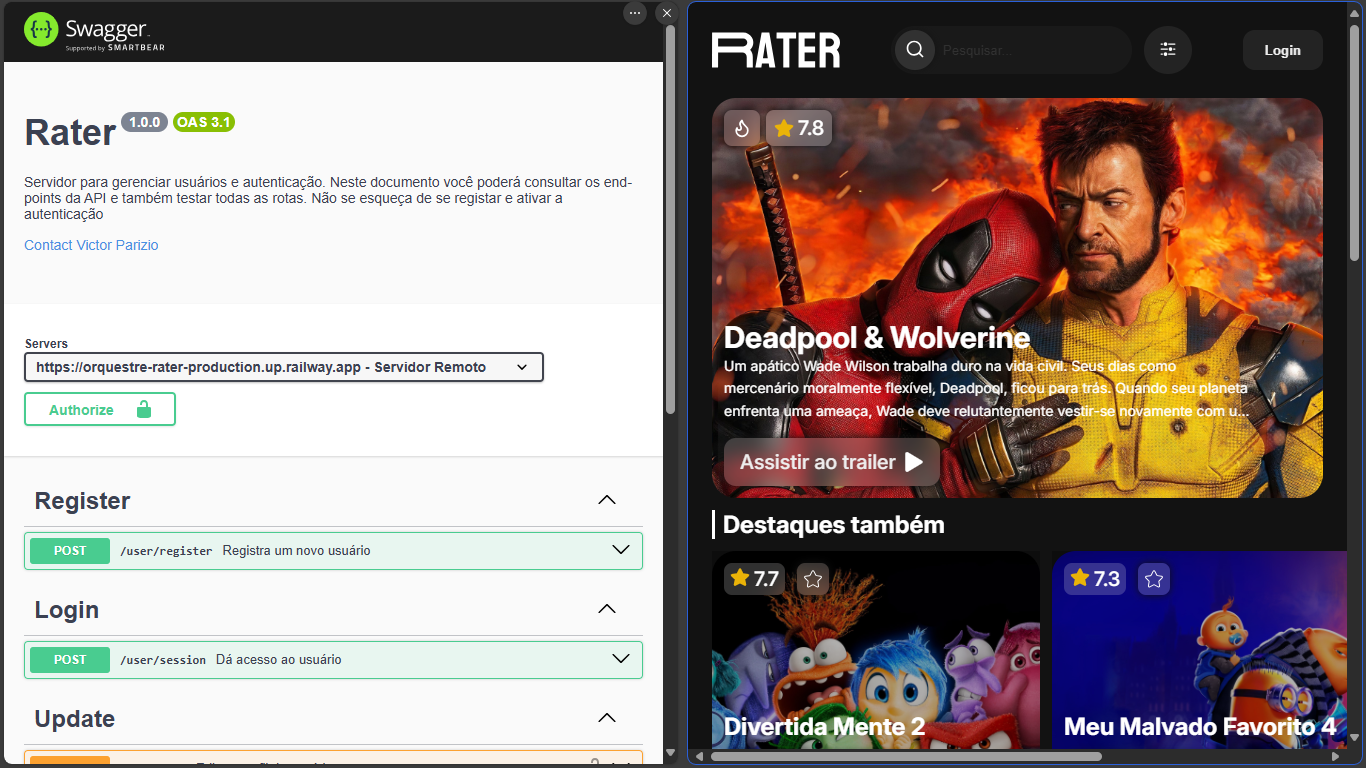 Swagger
Supported by SMARTBEAR
Rater 1.0.0 OAS 3.1
Servidor para gerenciar usuários e autenticação. Neste documento você poderá consultar os end-
points da API e também testar todas as rotas. Não se esqueça de se registar e ativar a
autenticação
Contact Victor Parizio
Servers
https://orquestre-rater-production.up.railway.app - Servidor Remoto
Authorize
Register
POST /user/register Registra um novo usuário
Login
POST /user/session Dá acesso ao usuário
Update
RATER
Pesquisar...
Login
7.8
Deadpool & Wolverine
Um apático Wade Wilson trabalha duro na vida civil. Seus dias como
mercenário moralmente flexível, Deadpool, ficou para trás. Quando seu planeta
enfrenta uma ameaça, Wade deve relutantemente vestir-se novamente com u...
Assistir ao trailer
Destaques também
7.7
Divertida Mente 2
7.3
Meu Malvado Favorito 4